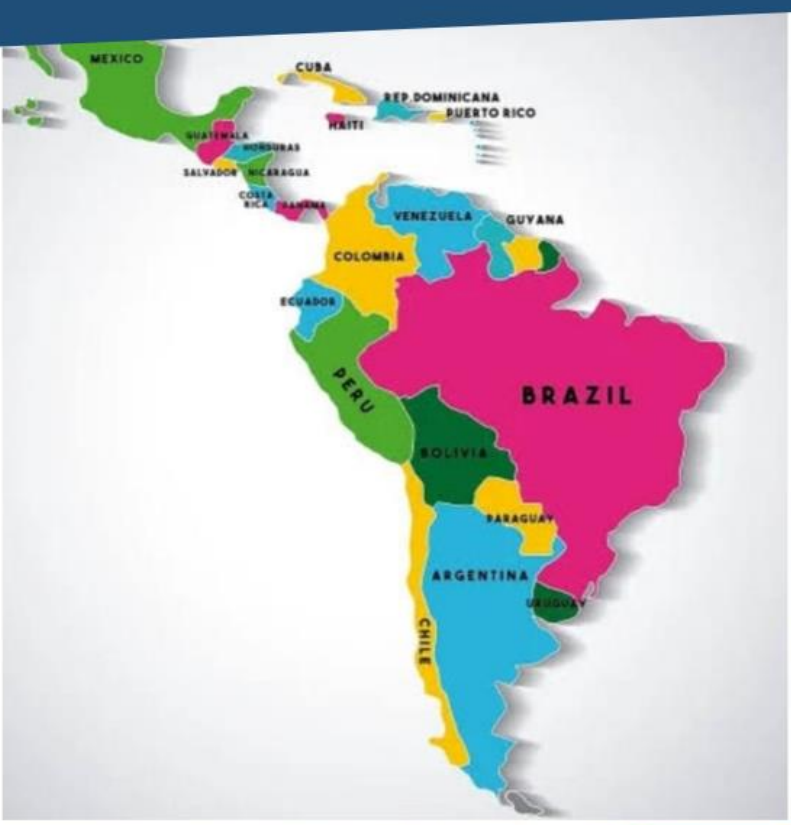 MEXICO
CUBA
REP.DOMINICANA
PUERTO RICO
HAITI
GUATEMALA
HONDURAS
SALVADOR
NICARAGUA
COSTA
RICA
PANAMA
VENEZUELA
GUYANA
COLOMBIA
ECUADOR
PERU
BRAZIL
BOLIVIA
PARAGUAY
ARGENTINA
URUGUAY
CHILE